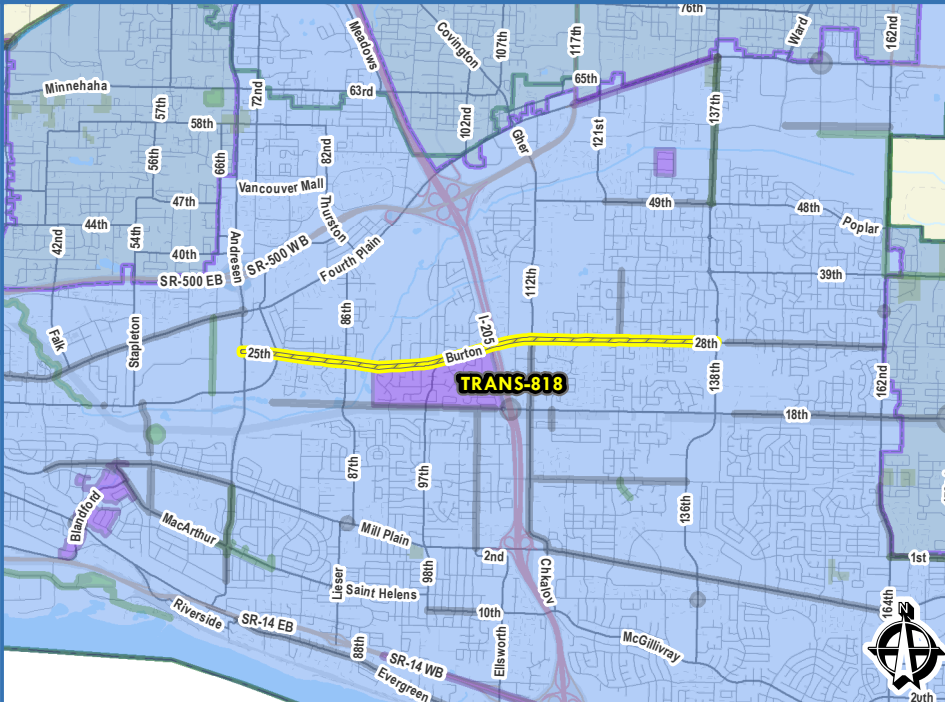 76th
Ward
162nd
Meadows
Covington
107th
117th
Minnehaha
57th
72nd
63rd
65th
137th
58th
102nd
Gher
121st
56th
66th
82nd
Vancouver Mall
47th
49th
48th
Thurston
44th
Poplar
42nd
54th
40th
Andresen
SR-500 WB
Fourth Plain
39th
SR-500 EB
112th
86th
I-205
Falk
Stapleton
25th
Burton
28th
TRANS-818
138th
162nd
18th
87th
97th
Blandford
136th
MacArthur
Mill Plain
2nd
1st
98th
Lieser
Saint Helens
Chkalov
10th
164th
N
Riverside
SR-14 EB
88th
McGillivray
Ellsworth
SR-14 WB
Evergreen
20th